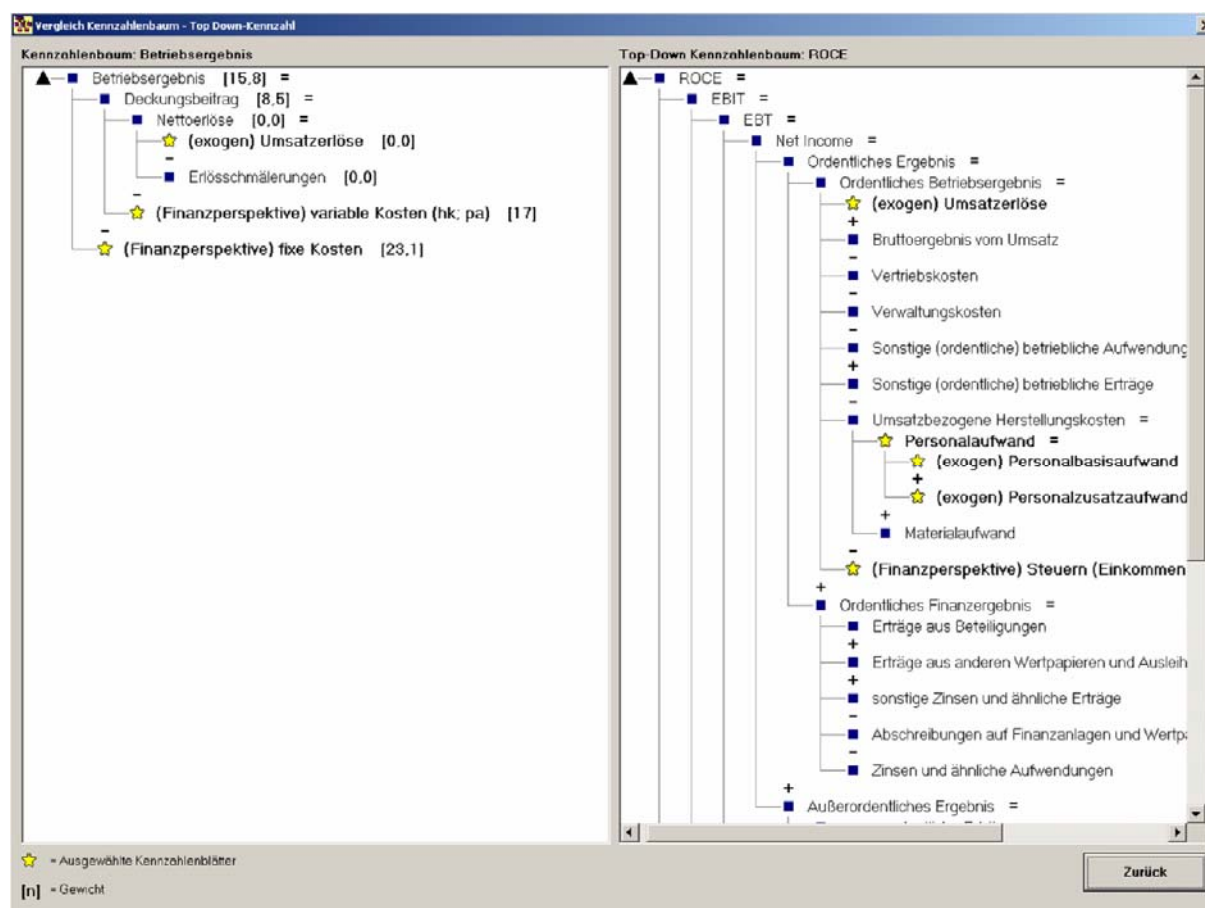 Vergleich Kennzahlenbaum - Top Down-Kennzahl
Kennzahlenbaum: Betriebsergebnis
Betriebsergebnis [15,8] =
Deckungsbeitrag [8,5] =
Nettoerlöse [0,0] =
(exogen) Umsatzerlöse [0,0]
-
Erlösschmälerungen [0,0]
-
(Finanzperspektive) variable Kosten (hk; pa) [17]
-
(Finanzperspektive) fixe Kosten [23,1]
Top-Down Kennzahlenbaum: ROCE
ROCE =
EBIT =
EBT =
Net Income =
Ordentliches Ergebnis =
Ordentliches Betriebsergebnis =
(exogen) Umsatzerlöse
+
Bruttoergebnis vom Umsatz
-
Vertriebskosten
-
Verwaltungskosten
-
Sonstige (ordentliche) betriebliche Aufwendung
+
Sonstige (ordentliche) betriebliche Erträge
-
Umsatzbezogene Herstellungskosten =
Personalaufwand =
(exogen) Personalbasisaufwand
+
(exogen) Personalzusatzaufwand
+
Materialaufwand
-
(Finanzperspektive) Steuern (Einkommen
+
Ordentliches Finanzergebnis =
Erträge aus Beteiligungen
+
Erträge aus anderen Wertpapieren und Ausleih
+
sonstige Zinsen und ähnliche Erträge
-
Abschreibungen auf Finanzanlagen und Wertp
-
Zinsen und ähnliche Aufwendungen
+
Außerordentliches Ergebnis =
= Ausgewählte Kennzahlenblätter
[n] = Gewicht
Zurück